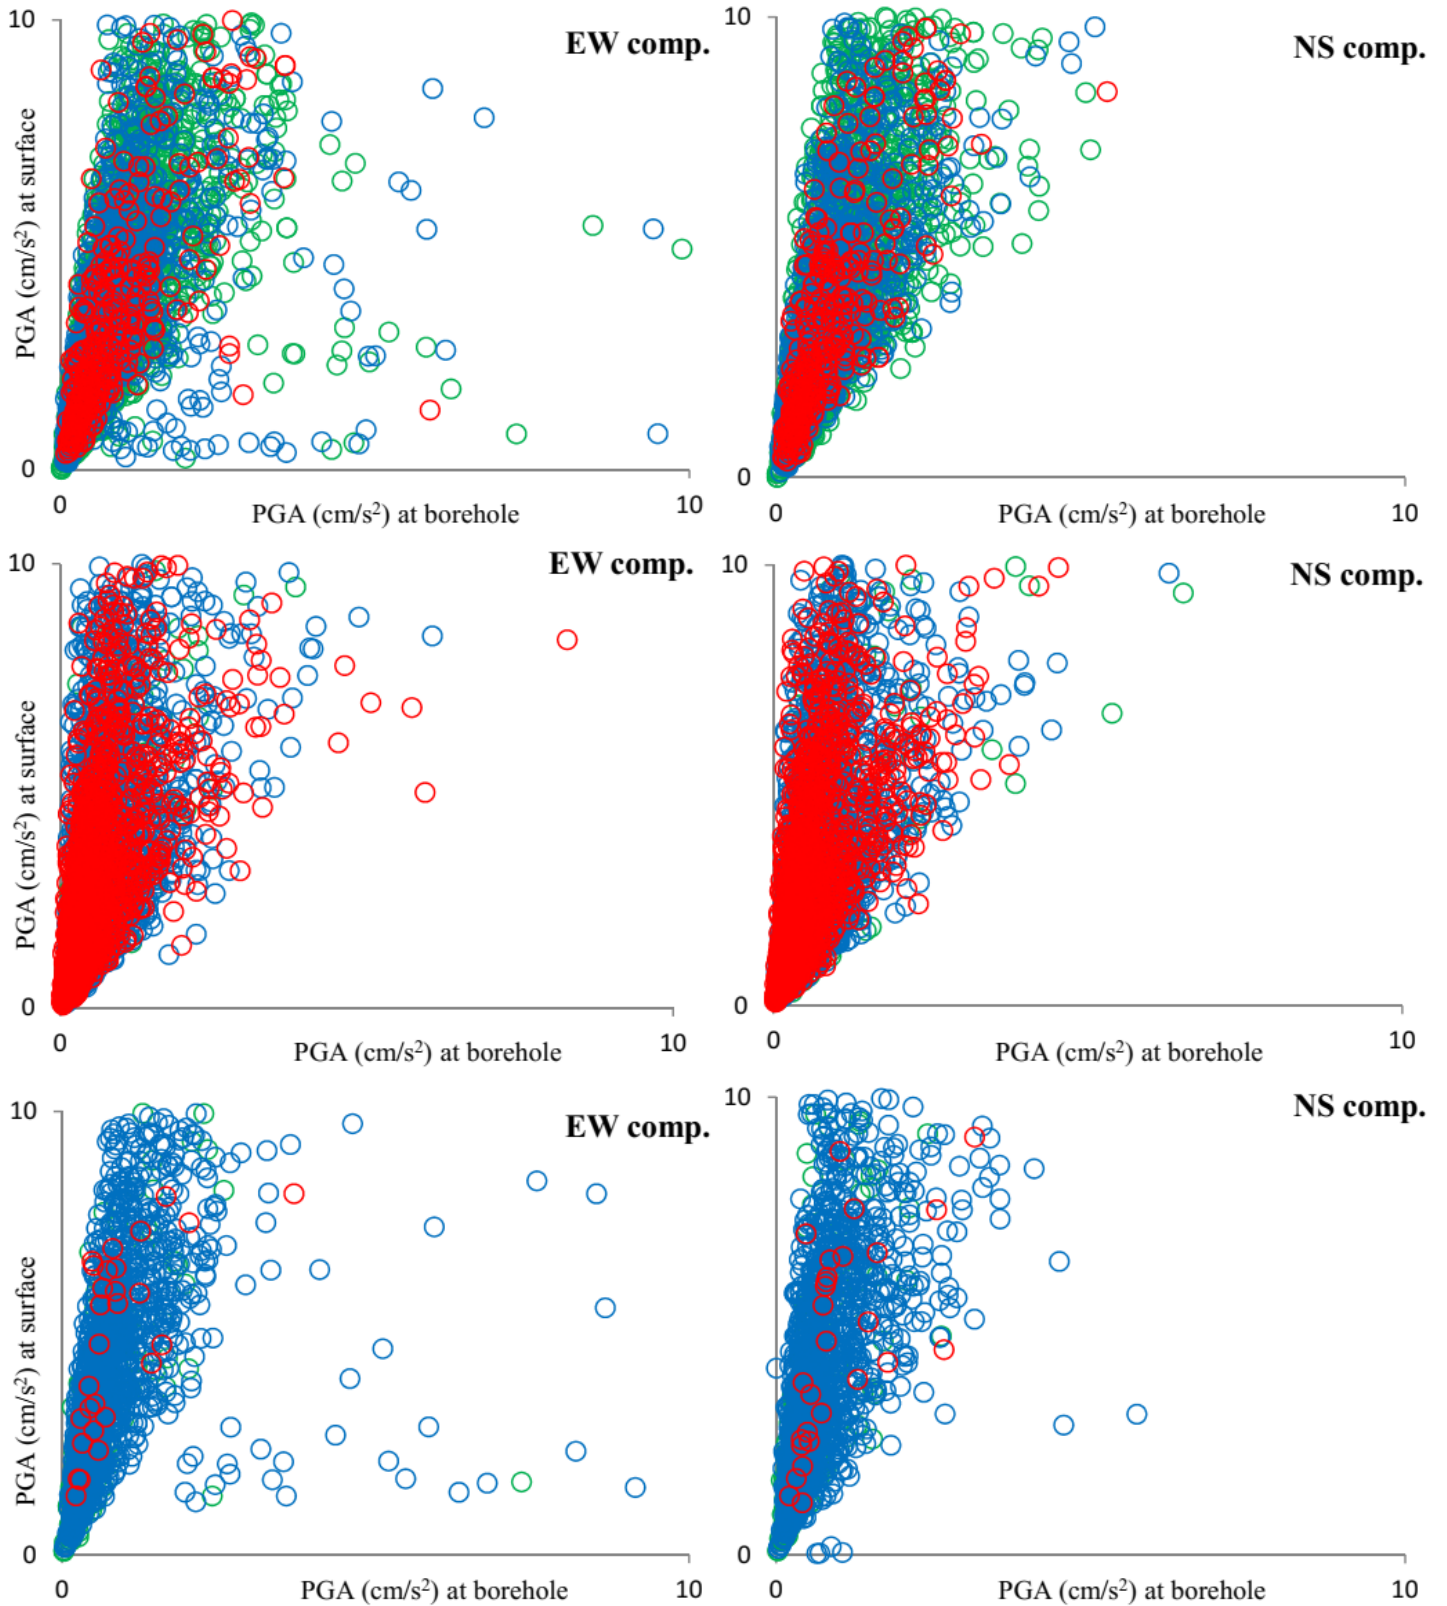 10
EW comp.
PGA (cm/s²) at surface
0
0
PGA (cm/s²) at borehole
10
10
NS comp.
0
0
PGA (cm/s²) at borehole
10
10
EW comp.
PGA (cm/s²) at surface
0
0
PGA (cm/s²) at borehole
10
10
NS comp.
0
0
PGA (cm/s²) at borehole
10
10
EW comp.
PGA (cm/s²) at surface
0
0
PGA (cm/s²) at borehole
10
10
NS comp.
0
0
PGA (cm/s²) at borehole
10